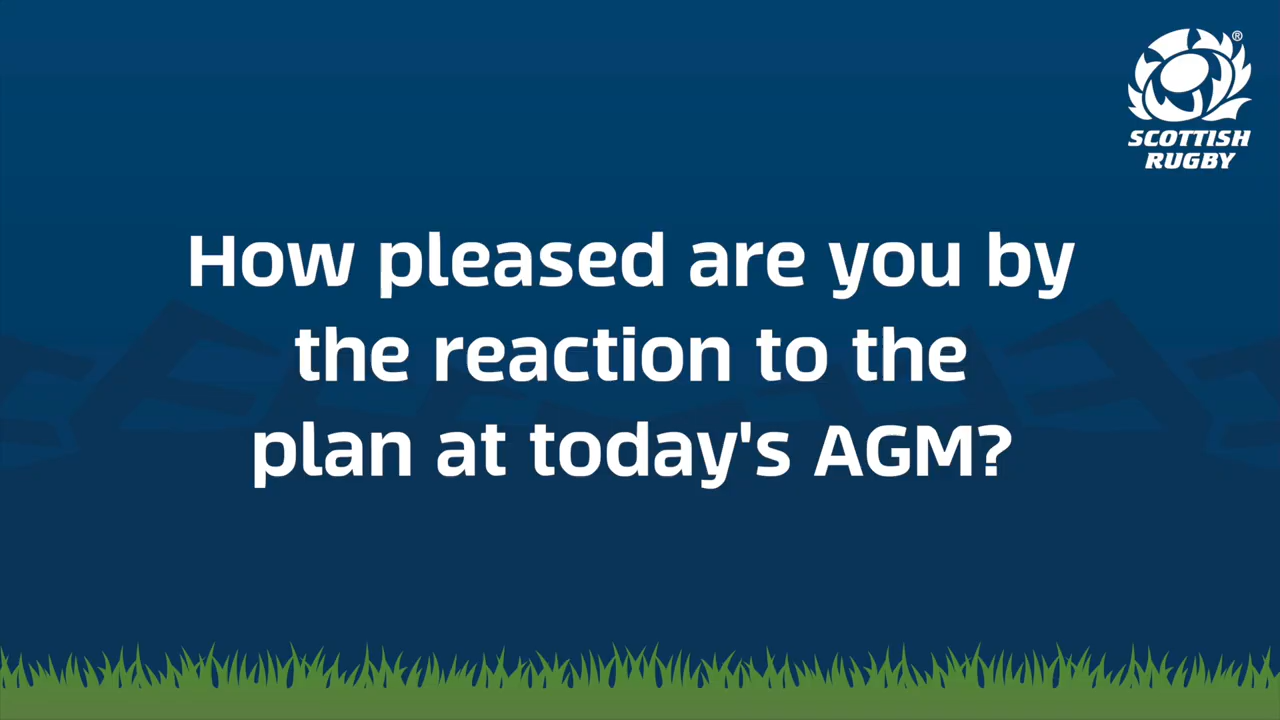 ®
SCOTTISH
RUGBY
How pleased are you by
the reaction to the
plan at today's AGM?